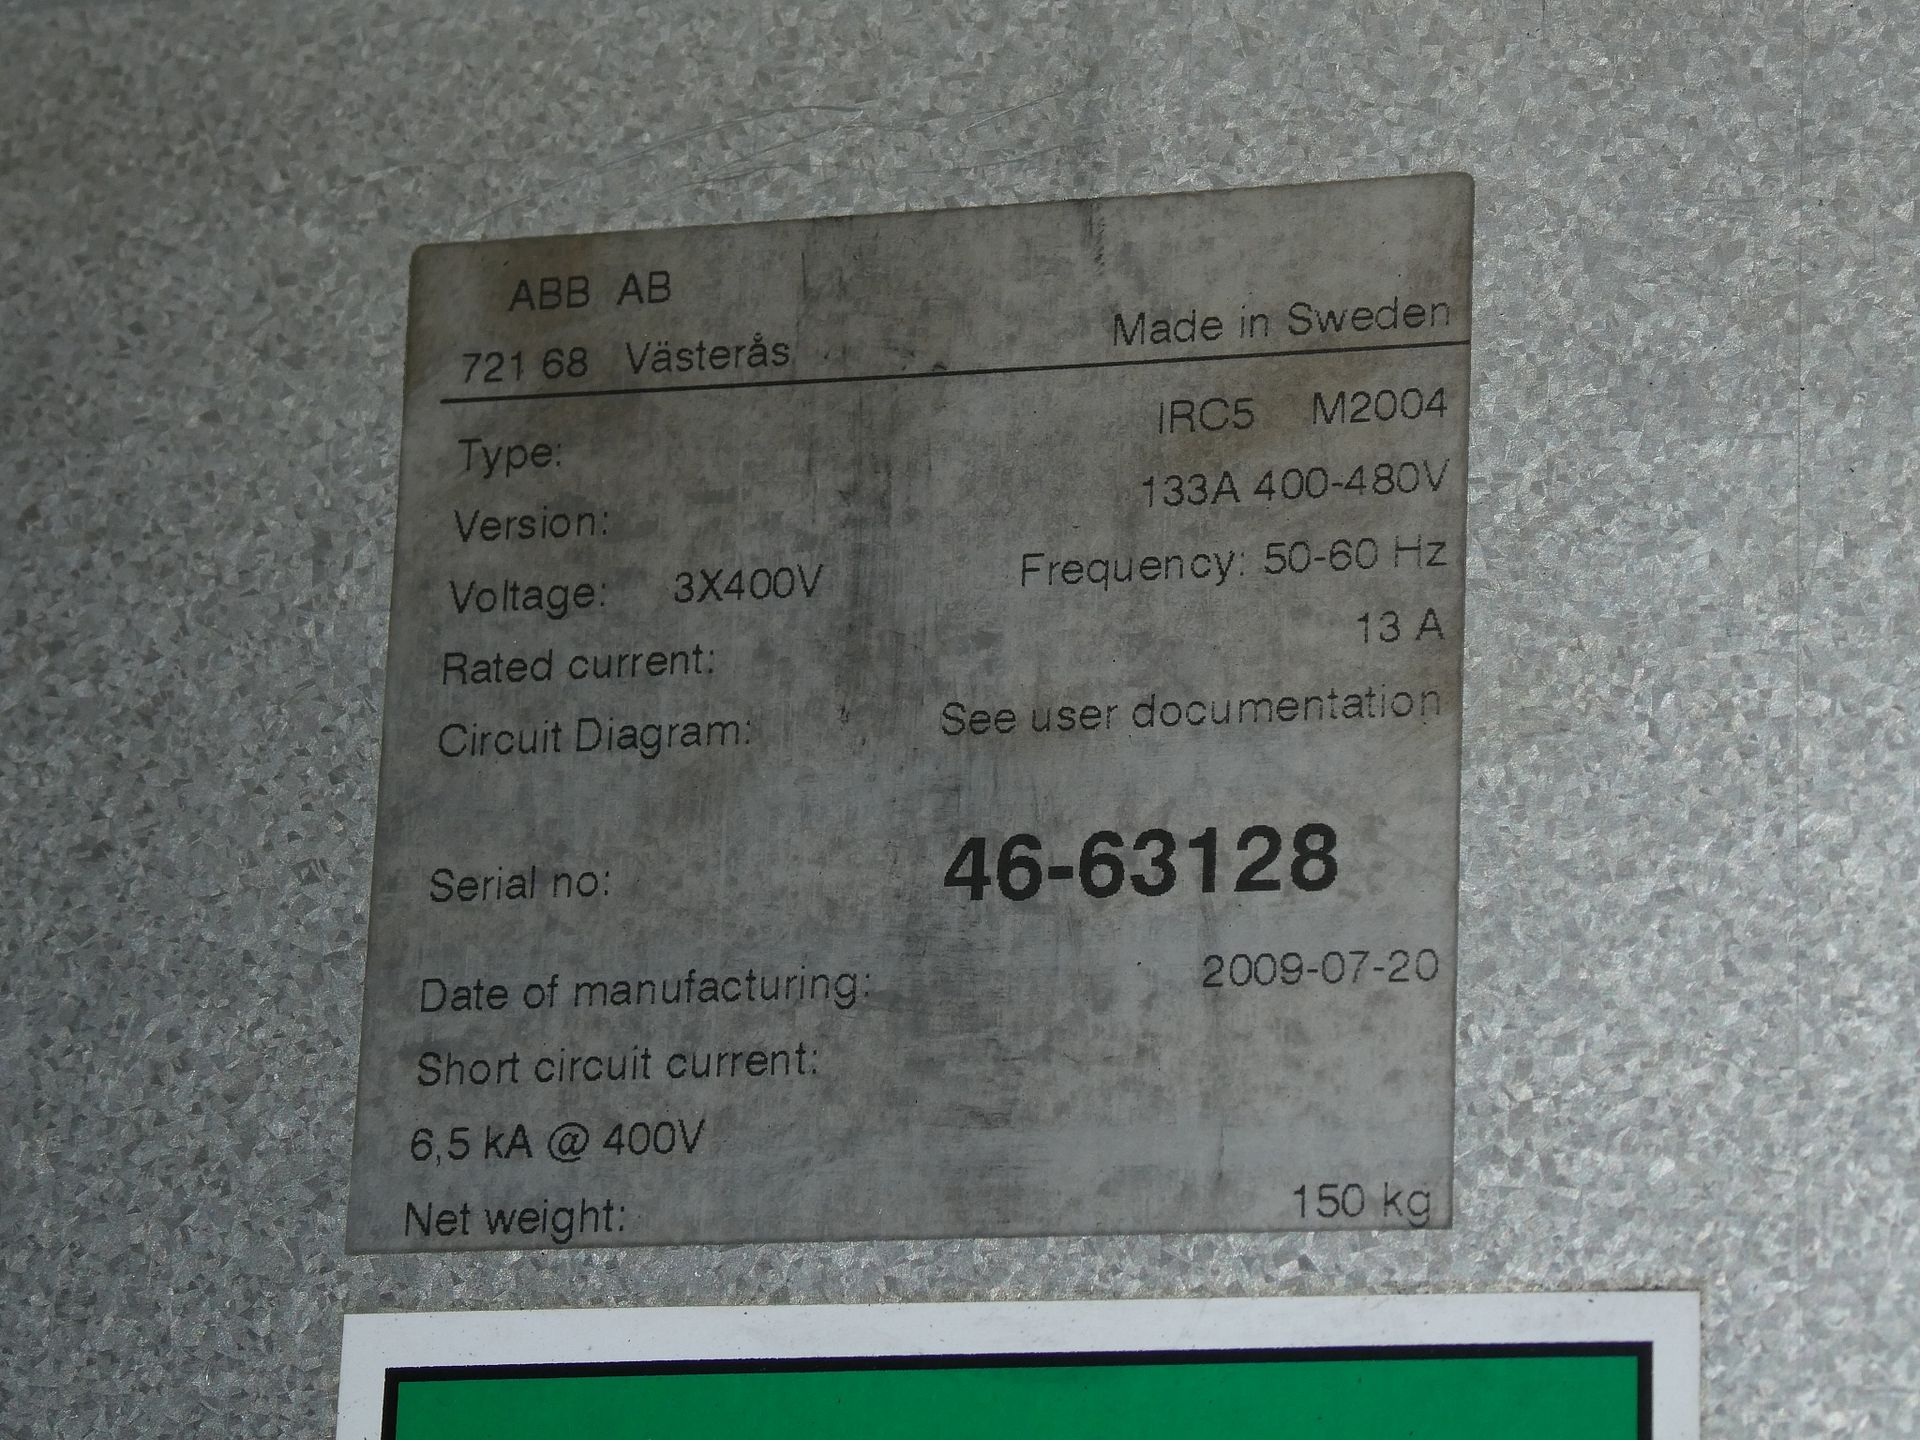 ABB AB
721 68 Västerås Made in Sweden
Type: IRC5 M2004
Version: 133A 400-480V
Voltage: 3X400V Frequency: 50-60 Hz
Rated current: 13 A
Circuit Diagram: See user documentation
Serial no: 46-63128
Date of manufacturing: 2009-07-20
Short circuit current:
6,5 kA @ 400V
Net weight: 150 kg